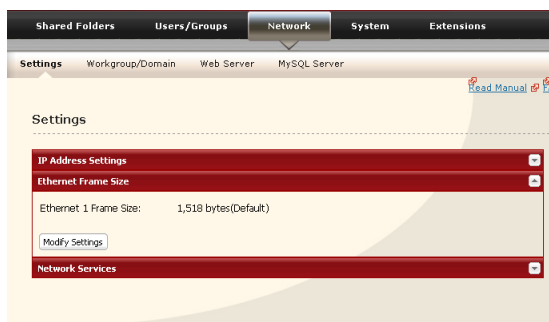 Shared Folders Users/Groups Network System Extensions
Settings Workgroup/Domain Web Server MySQL Server
Read Manual
Settings
IP Address Settings
Ethernet Frame Size
Ethernet 1 Frame Size: 1,518 bytes(Default)
Modify Settings
Network Services